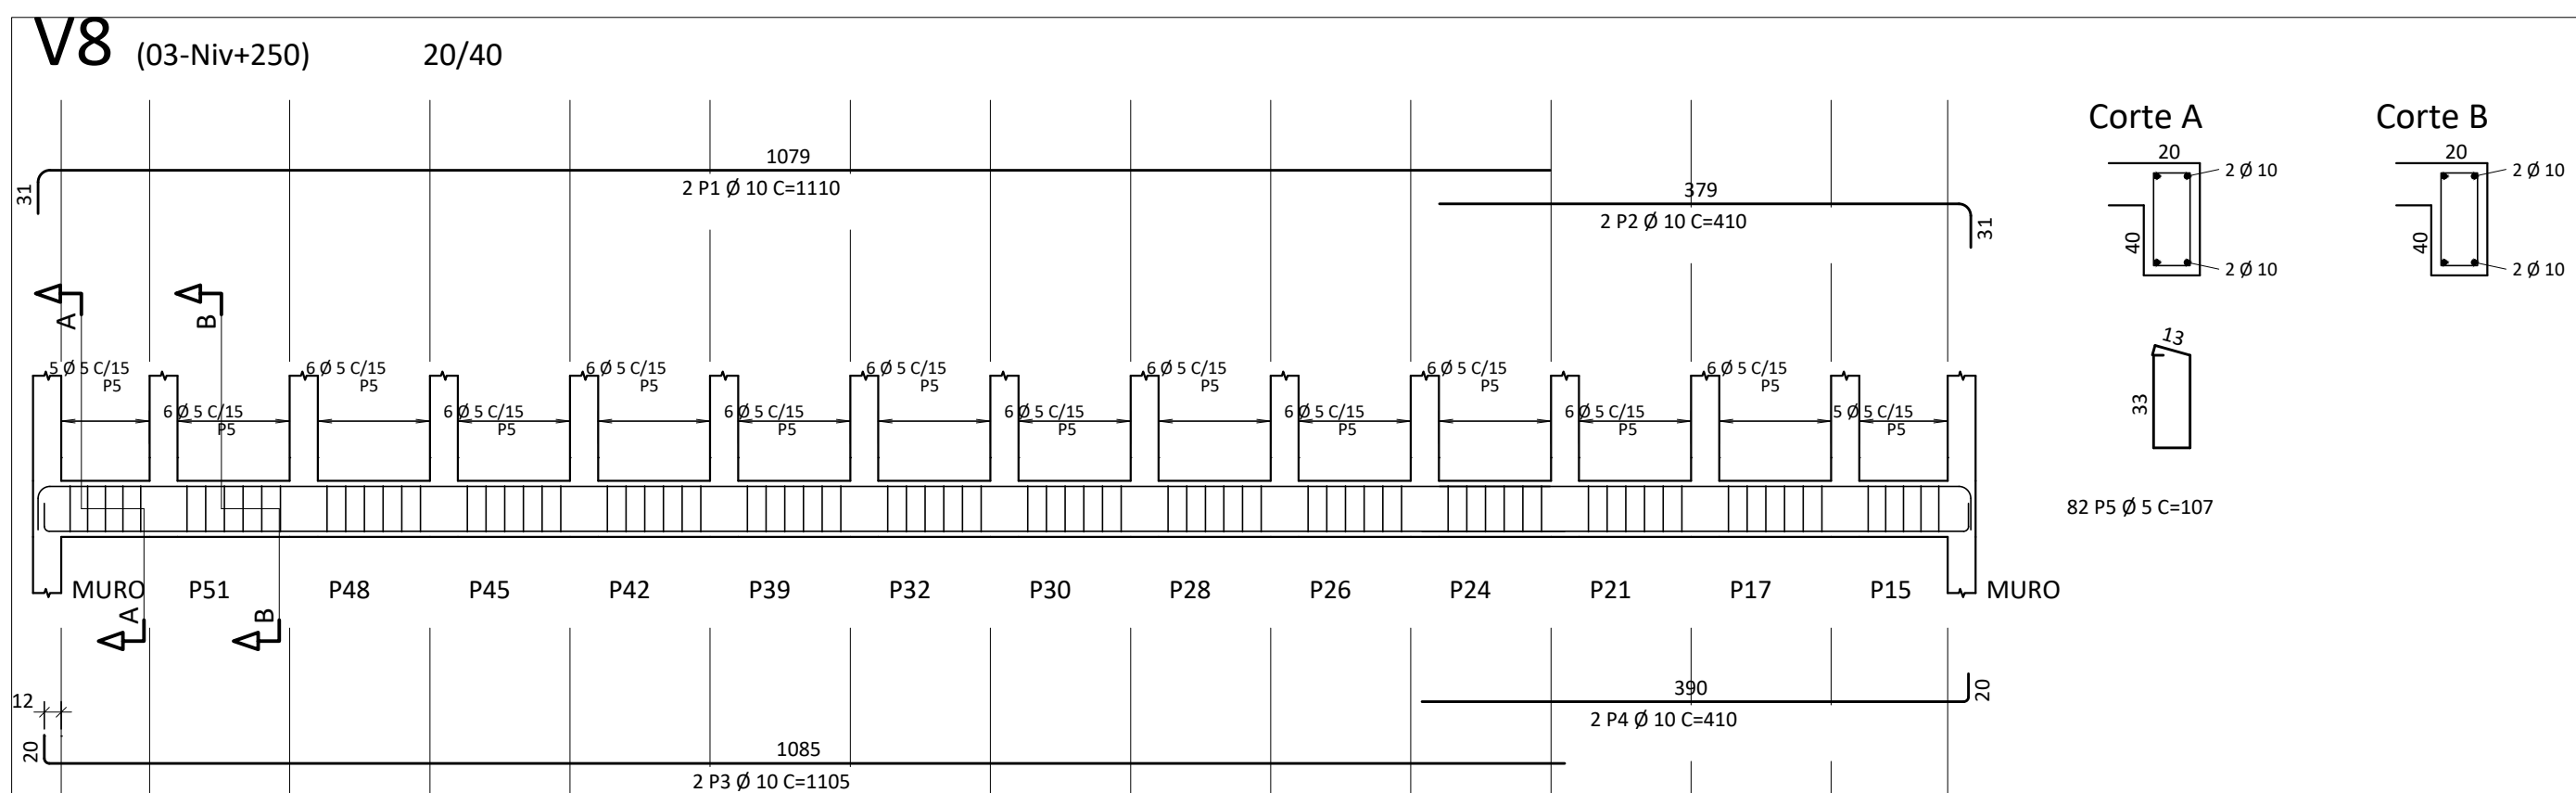 V8 (03-Niv+250) 20/40
Corte A Corte B
1079
2 P1 Ø 10 C=1110
31
379
2 P2 Ø 10 C=410
31
20
2 Ø 10
40
2 Ø 10
20
2 Ø 10
40
2 Ø 10
A B
5 Ø 5 C/15 6 Ø 5 C/15 6 Ø 5 C/15 6 Ø 5 C/15 6 Ø 5 C/15 6 Ø 5 C/15 6 Ø 5 C/15
P5 P5 P5 P5 P5 P5 P5
6 Ø 5 C/15 6 Ø 5 C/15 6 Ø 5 C/15 6 Ø 5 C/15 6 Ø 5 C/15 6 Ø 5 C/15 5 Ø 5 C/15
P5 P5 P5 P5 P5 P5 P5
13
33
82 P5 Ø 5 C=107
MURO P51 P48 P45 P42 P39 P32 P30 P28 P26 P24 P21 P17 P15 MURO
A B
12
20
390
2 P4 Ø 10 C=410
20
1085
2 P3 Ø 10 C=1105